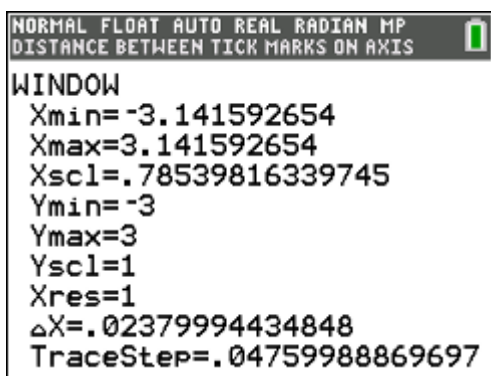 NORMAL FLOAT AUTO REAL RADIAN MP
DISTANCE BETWEEN TICK MARKS ON AXIS
WINDOW
Xmin=-3.141592654
Xmax=3.141592654
Xscl=.78539816339745
Ymin=-3
Ymax=3
Yscl=1
Xres=1
△X=.02379994434848
TraceStep=.04759988869697